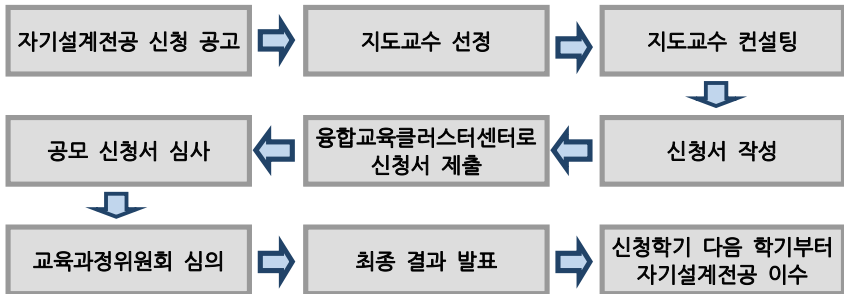 자기설계전공 신청 공고
지도교수 선정
지도교수 컨설팅
신청서 작성
융합교육클러스터센터로
신청서 제출
공모 신청서 심사
교육과정위원회 심의
최종 결과 발표
신청학기 다음 학기부터
자기설계전공 이수